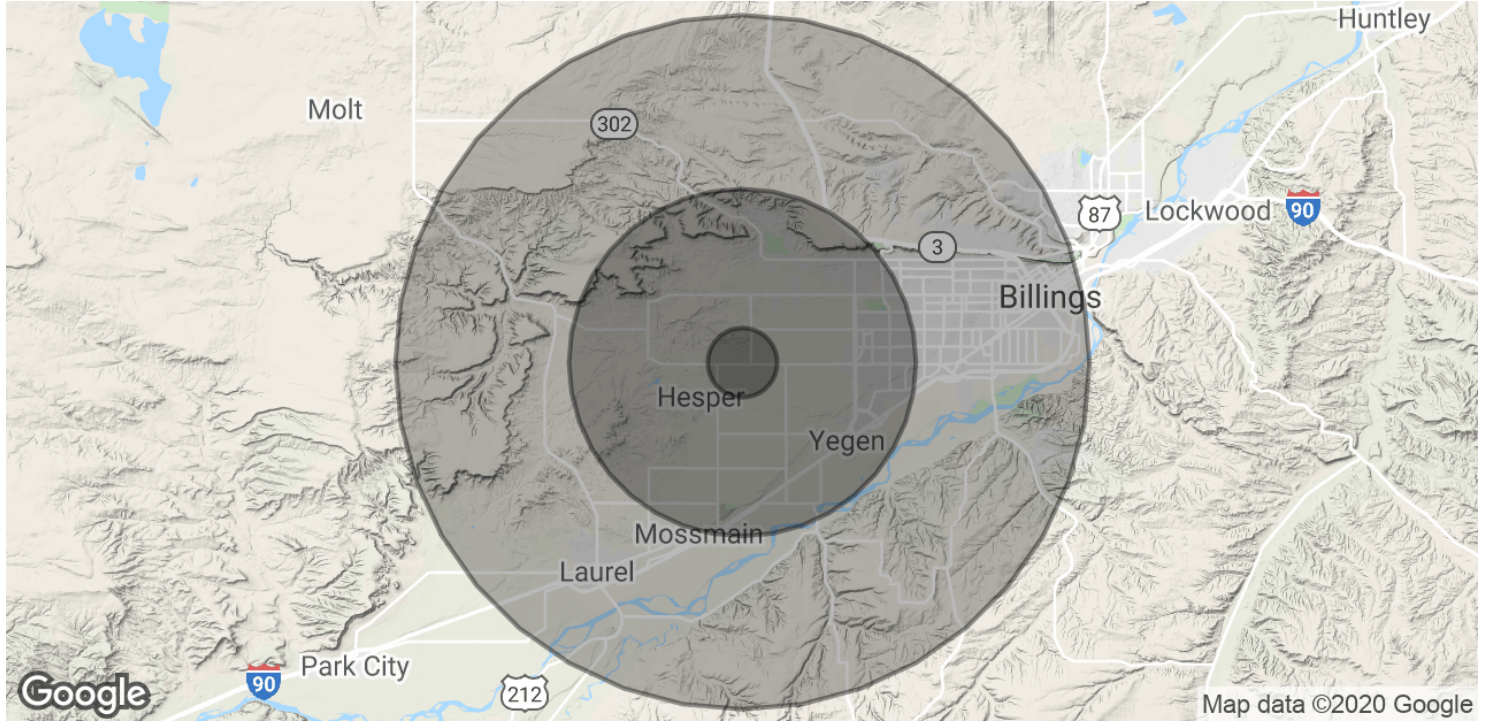 Huntley
Molt
302
87
Lockwood
90
3
Billings
Hesper
Yegen
Mossmain
Laurel
Park City
90
212
Google
Map data ©2020 Google